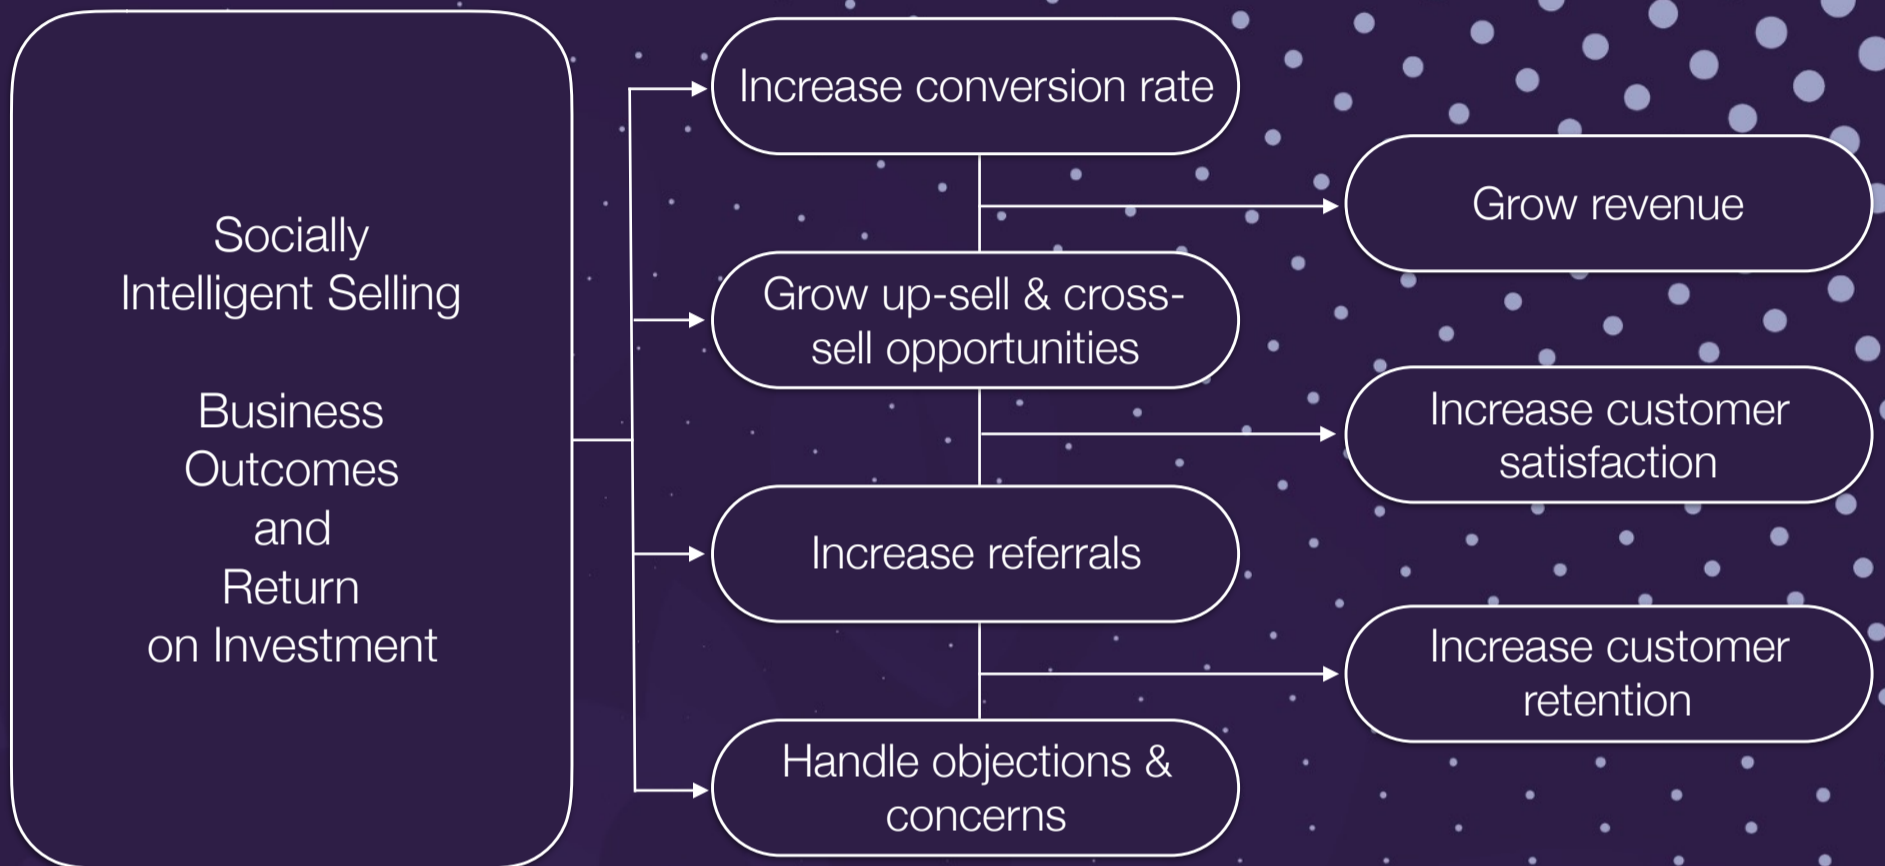 Socially
Intelligent Selling
Business
Outcomes
and
Return
on Investment
Increase conversion rate
Grow up-sell & cross-
sell opportunities
Increase referrals
Handle objections &
concerns
Grow revenue
Increase customer
satisfaction
Increase customer
retention